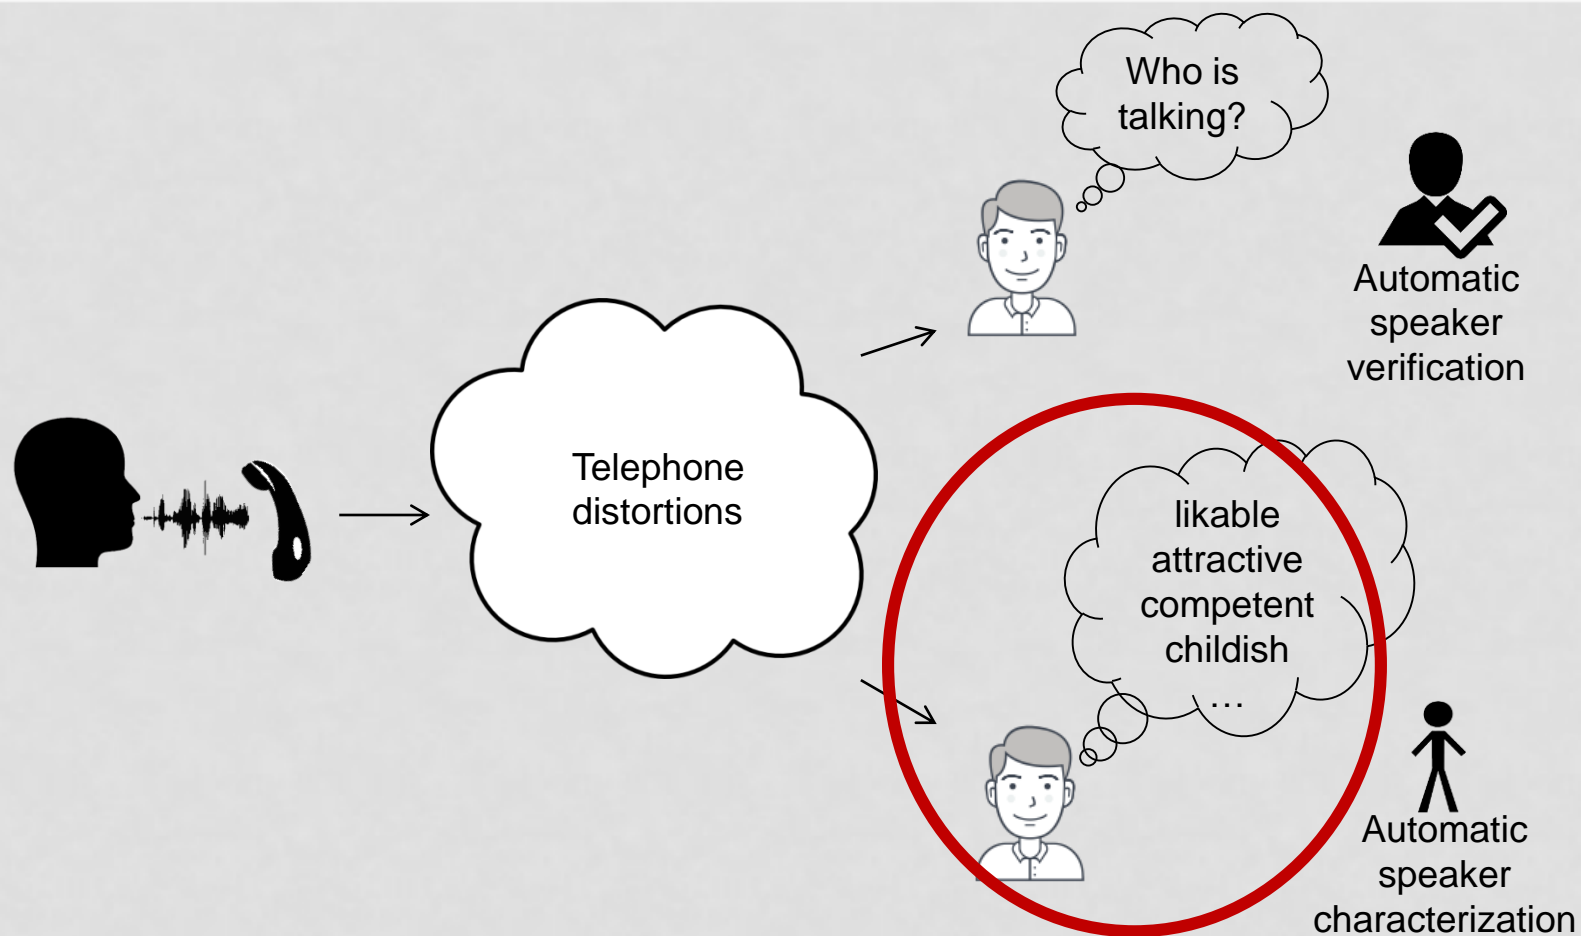 Who is
talking?
Automatic
speaker
verification
Telephone
distortions
likable
attractive
competent
childish
…
Automatic
speaker
characterization